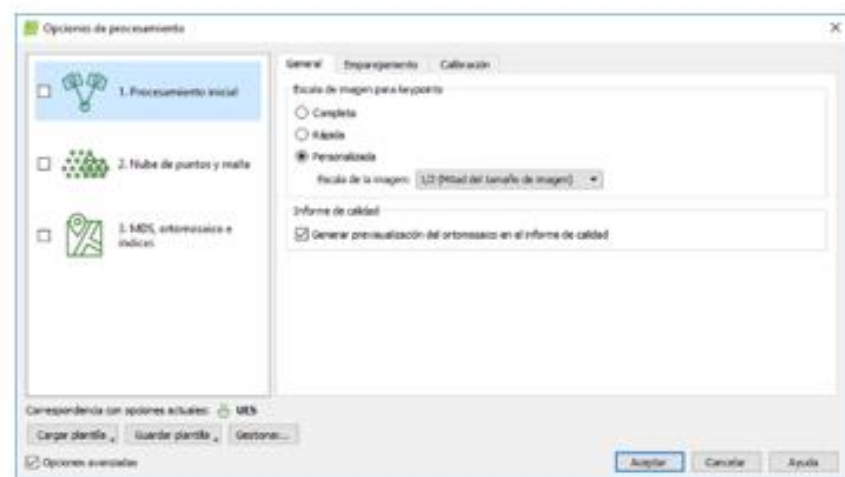 Opciones de procesamiento
1. Procesamiento inicial
2. Nube de puntos y malla
3. MDS, ortomosaico e
índices
General Emparejamiento Calibración
Escala de imagen para keypoints
Completa
Rápida
Personalizada
Escala de la imagen: 1/2 (Mitad del tamaño de imagen)
Informe de calidad
Generar previsualización del ortomosaico en el informe de calidad
Correspondencia con opciones actuales: UES
Cargar plantilla Guardar plantilla Gestionar...
Opciones avanzadas
Aceptar Cancelar Ayuda